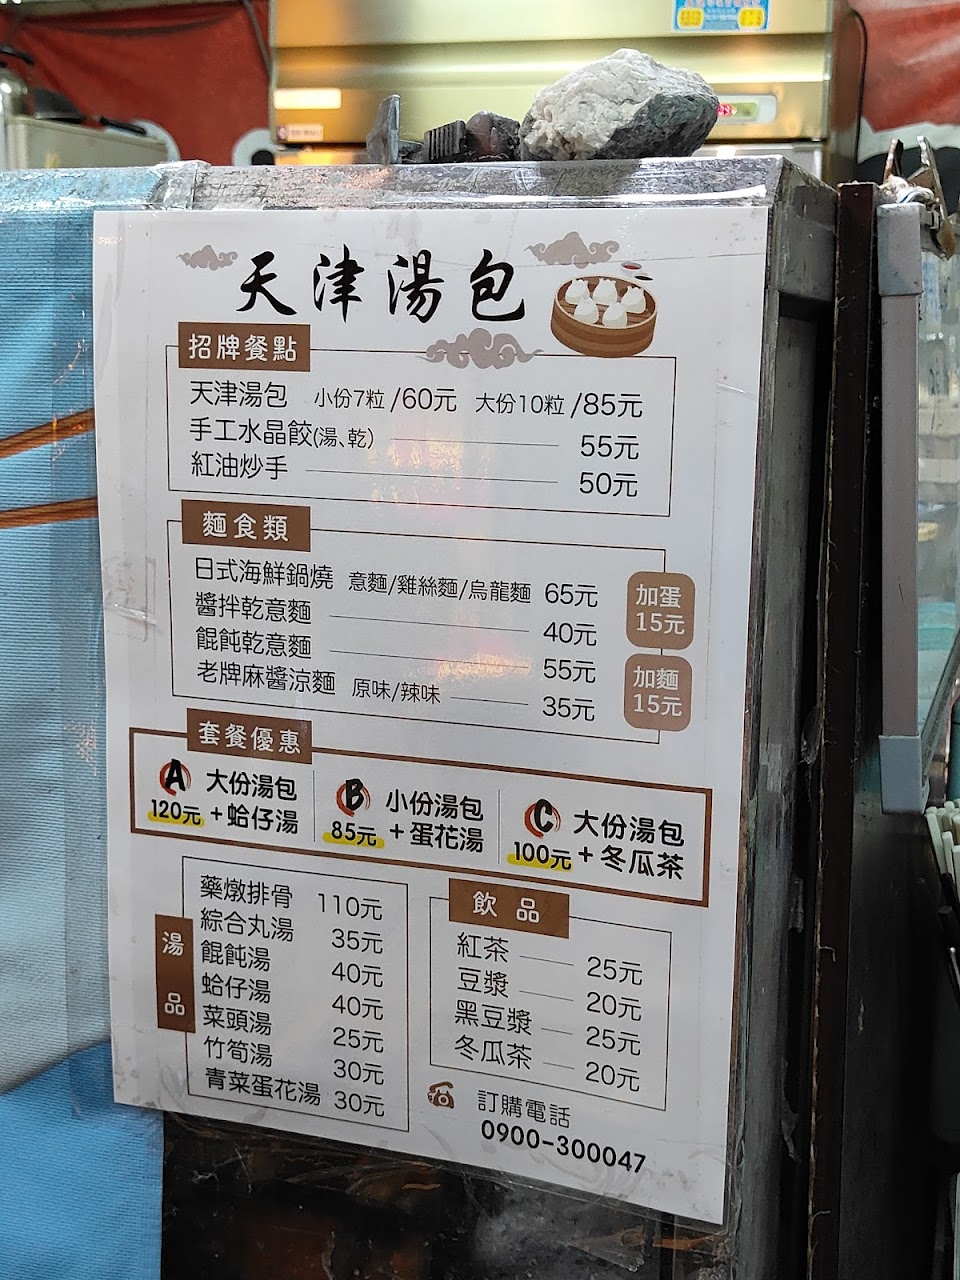 天津湯包
招牌餐點
天津湯包 小份7粒/60元 大份10粒/85元
手工水晶餃(湯、乾) 55元
紅油炒手 50元
麵食類
日式海鮮鍋燒 意麵/雞絲麵/烏龍麵 65元
醬拌乾意麵 40元
餛飩乾意麵 55元
老牌麻醬涼麵 原味/辣味 35元
加蛋
15元
加麵
15元
套餐優惠
A 大份湯包
120元 +蛤仔湯
B 小份湯包
85元 +蛋花湯
C 大份湯包
100元 +冬瓜茶
湯品
藥燉排骨 110元
綜合丸湯 35元
餛飩湯 40元
蛤仔湯 40元
菜頭湯 25元
竹筍湯 30元
青菜蛋花湯 30元
飲品
紅茶 25元
豆漿 20元
黑豆漿 25元
冬瓜茶 20元
訂購電話
0900-300047